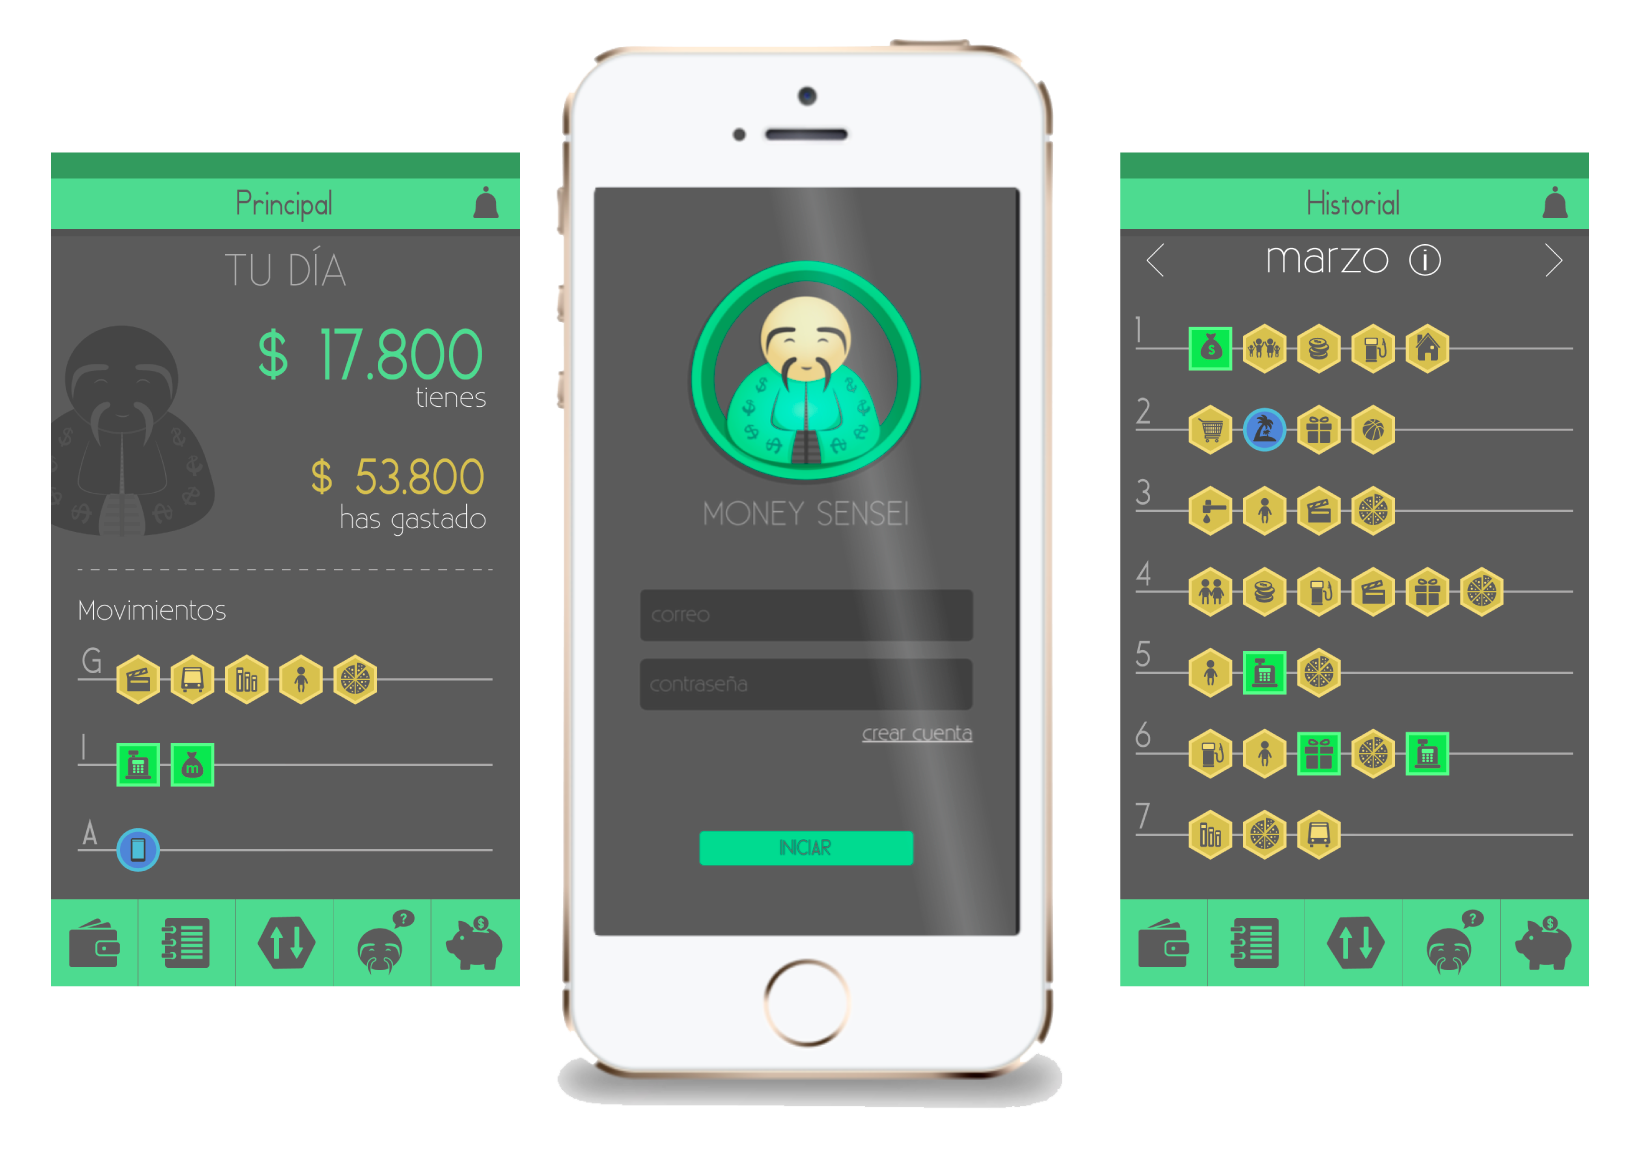 Principal
TU DÍA
$ 17.800
tienes
$ 53.800
has gastado
Movimientos
G
I
m
A
?
$
MONEY SENSEI
correo
contraseña
crear cuenta
INICIAR
Historial
marzo i
1
$
2
3
4
5
6
7
?
$